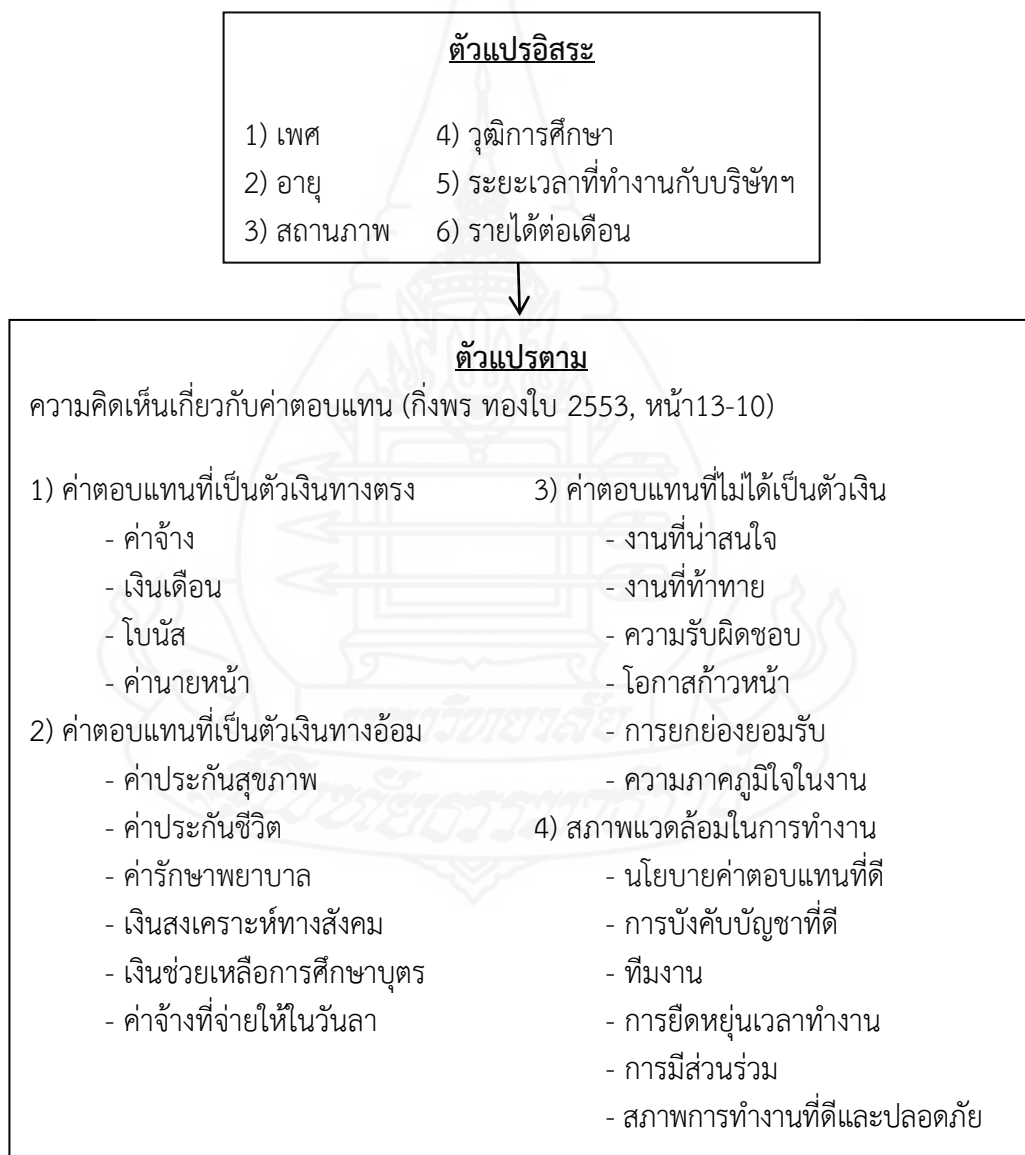 ตัวแปรอิสระ
1) เพศ 4) วุฒิการศึกษา
2) อายุ 5) ระยะเวลาที่ทำงานกับบริษัทฯ
3) สถานภาพ 6) รายได้ต่อเดือน
ตัวแปรตาม
ความคิดเห็นเกี่ยวกับค่าตอบแทน (กิ่งพร ทองใบ 2553, หน้า13-10)
1) ค่าตอบแทนที่เป็นตัวเงินทางตรง
- ค่าจ้าง
- เงินเดือน
- โบนัส
- ค่านายหน้า
2) ค่าตอบแทนที่เป็นตัวเงินทางอ้อม
- ค่าประกันสุขภาพ
- ค่าประกันชีวิต
- ค่ารักษาพยาบาล
- เงินสงเคราะห์ทางสังคม
- เงินช่วยเหลือการศึกษาบุตร
- ค่าจ้างที่จ่ายให้ในวันลา
3) ค่าตอบแทนที่ไม่ได้เป็นตัวเงิน
- งานที่น่าสนใจ
- งานที่ท้าทาย
- ความรับผิดชอบ
- โอกาสก้าวหน้า
- การยกย่องยอมรับ
- ความภาคภูมิใจในงาน
4) สภาพแวดล้อมในการทำงาน
- นโยบายค่าตอบแทนที่ดี
- การบังคับบัญชาที่ดี
- ทีมงาน
- การยืดหยุ่นเวลาทำงาน
- การมีส่วนร่วม
- สภาพการทำงานที่ดีและปลอดภัย